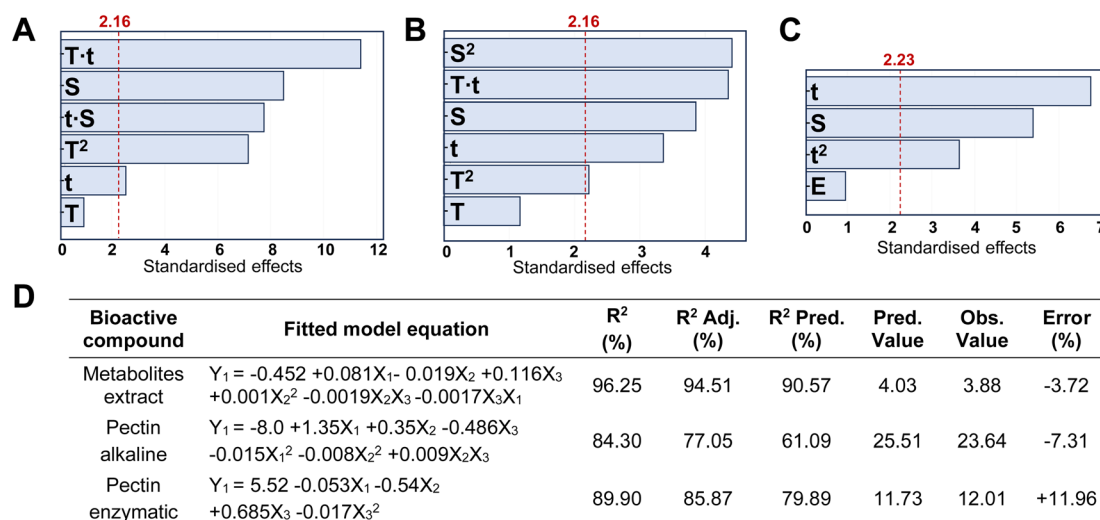 A
2.16
T·t
S
t·S
T²
t
T
0 2 4 6 8 10 12
Standardised effects
B
2.16
S²
T·t
S
t
T²
T
0 1 2 3 4
Standardised effects
C
2.23
t
S
t²
E
0 1 2 3 4 5 6 7
Standardised effects
D
Bioactive compound Fitted model equation R² (%) R² Adj. (%) R² Pred. (%) Pred. Value Obs. Value Error (%)
Metabolites extract Y₁ = -0.452 +0.081X₁- 0.019X₂ +0.116X₃
+0.001X₂² -0.0019X₂X₃ -0.0017X₃X₁ 96.25 94.51 90.57 4.03 3.88 -3.72
Pectin alkaline Y₁ = -8.0 +1.35X₁ +0.35X₂ -0.486X₃
-0.015X₁² -0.008X₂² +0.009X₂X₃ 84.30 77.05 61.09 25.51 23.64 -7.31
Pectin enzymatic Y₁ = 5.52 -0.053X₁ -0.54X₂
+0.685X₃ -0.017X₃² 89.90 85.87 79.89 11.73 12.01 +11.96